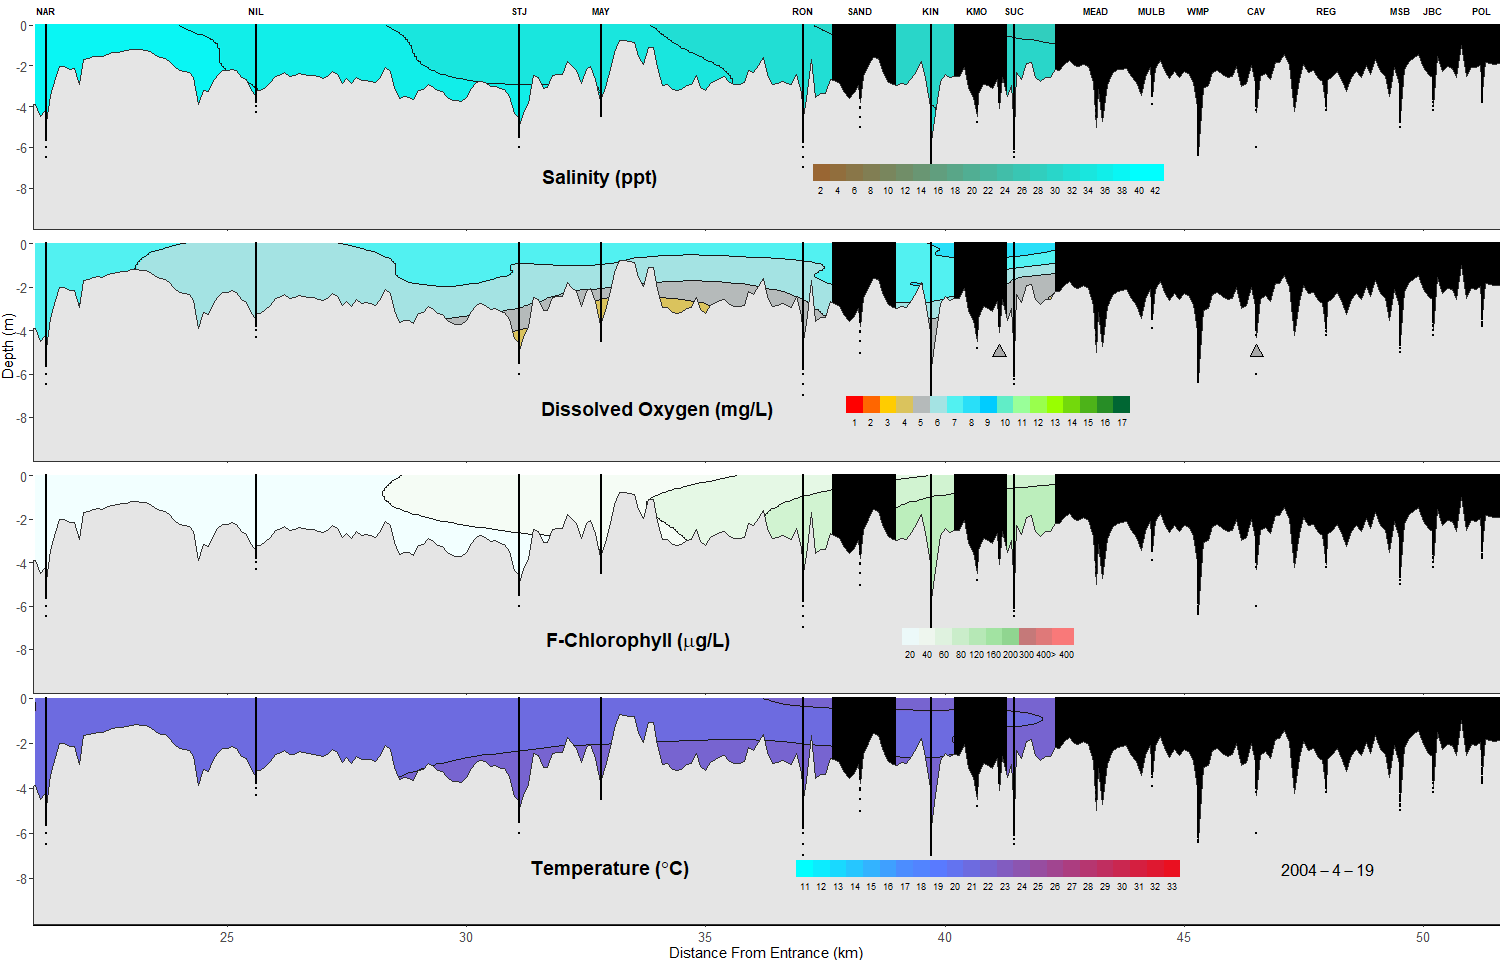 NAR NIL STJ MAY RON SAND KIN KMO SUC MEAD MULB WMP CAV REG MSB JBC POL
0
-2
-4
-6
-8
Salinity (ppt)
2 4 6 8 10 12 14 16 18 20 22 24 26 28 30 32 34 36 38 40 42
0
-2
-4
-6
-8
Depth (m)
Dissolved Oxygen (mg/L)
1 2 3 4 5 6 7 8 9 10 11 12 13 14 15 16 17
0
-2
-4
-6
-8
F-Chlorophyll (µg/L)
20 40 60 80 120 160 200 300 400> 400
0
-2
-4
-6
-8
Temperature (°C)
11 12 13 14 15 16 17 18 19 20 21 22 23 24 25 26 27 28 29 30 31 32 33
2004 – 4 – 19
25 30 35 40 45 50
Distance From Entrance (km)